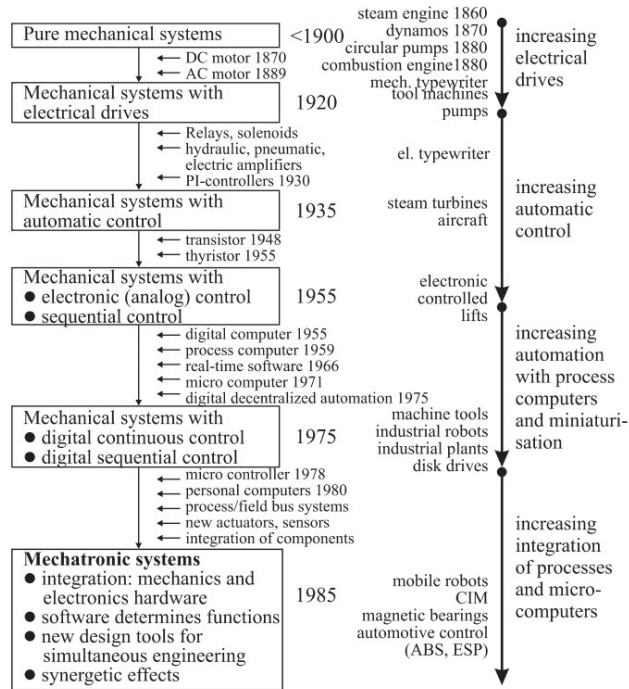 Pure mechanical systems
<1900
DC motor 1870
AC motor 1889
Mechanical systems with
electrical drives
1920
Relays, solenoids
hydraulic, pneumatic,
electric amplifiers
PI-controllers 1930
Mechanical systems with
automatic control
1935
transistor 1948
thyristor 1955
Mechanical systems with
● electronic (analog) control
● sequential control
1955
digital computer 1955
process computer 1959
real-time software 1966
micro computer 1971
digital decentralized automation 1975
Mechanical systems with
● digital continuous control
● digital sequential control
1975
micro controller 1978
personal computers 1980
process/field bus systems
new actuators, sensors
integration of components
Mechatronic systems
● integration: mechanics and
electronics hardware
● software determines functions
● new design tools for
simultaneous engineering
● synergetic effects
1985
steam engine 1860
dynamos 1870
circular pumps 1880
combustion engine1880
mech. typewriter
tool machines
pumps
el. typewriter
steam turbines
aircraft
electronic
controlled
lifts
machine tools
industrial robots
industrial plants
disk drives
mobile robots
CIM
magnetic bearings
automotive control
(ABS, ESP)
increasing
electrical
drives
increasing
automatic
control
increasing
automation
with process
computers
and miniaturi-
sation
increasing
integration
of processes
and micro-
computers